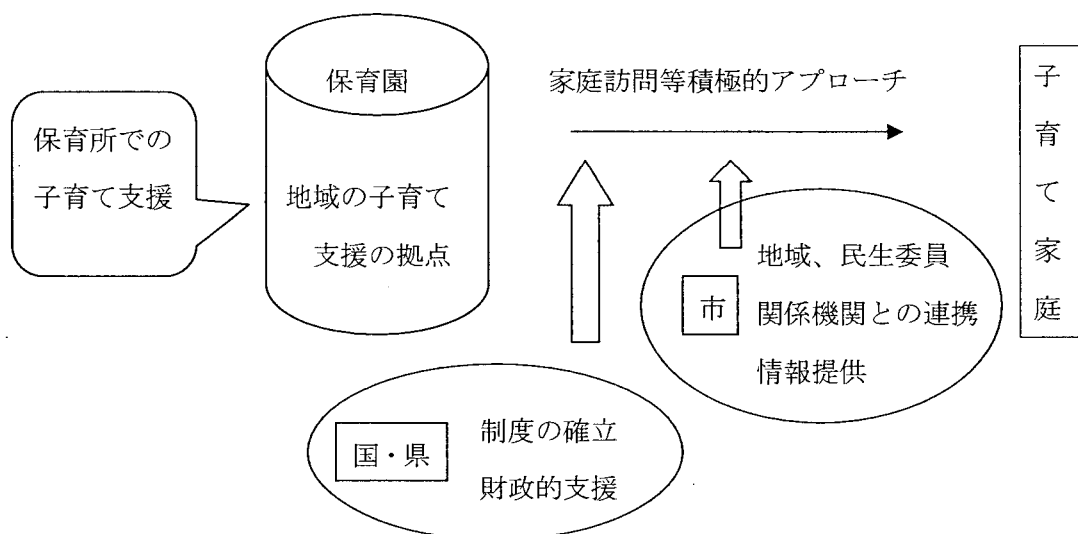 保育園
家庭訪問等積極的アプローチ
保育所での
子育て支援
地域の子育て
支援の拠点
子育て家庭
市
地域、民生委員
関係機関との連携
情報提供
国・県
制度の確立
財政的支援